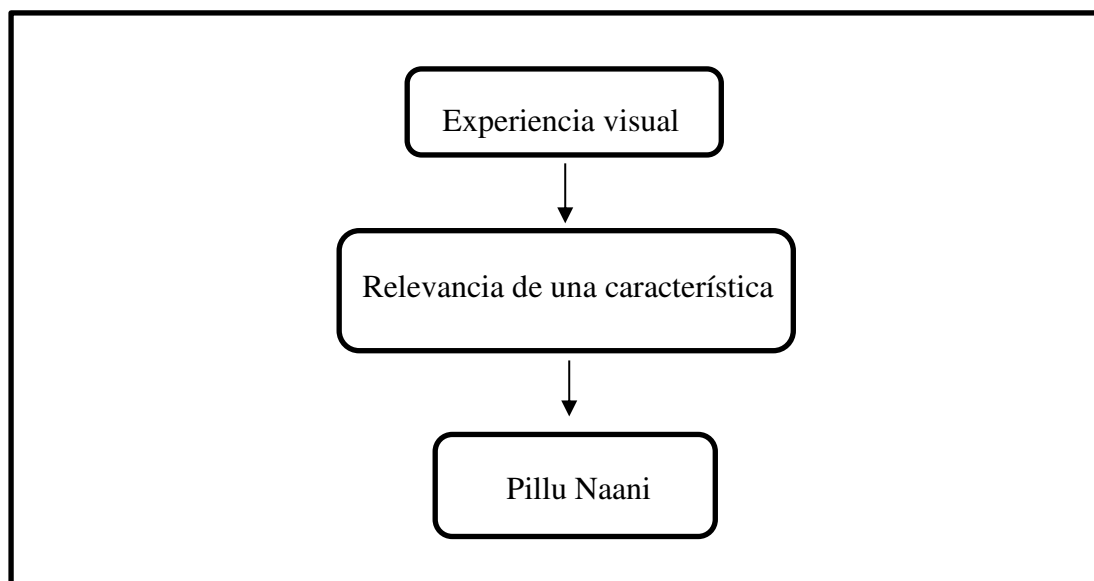 Experiencia visual
Relevancia de una característica
Pillu Naani